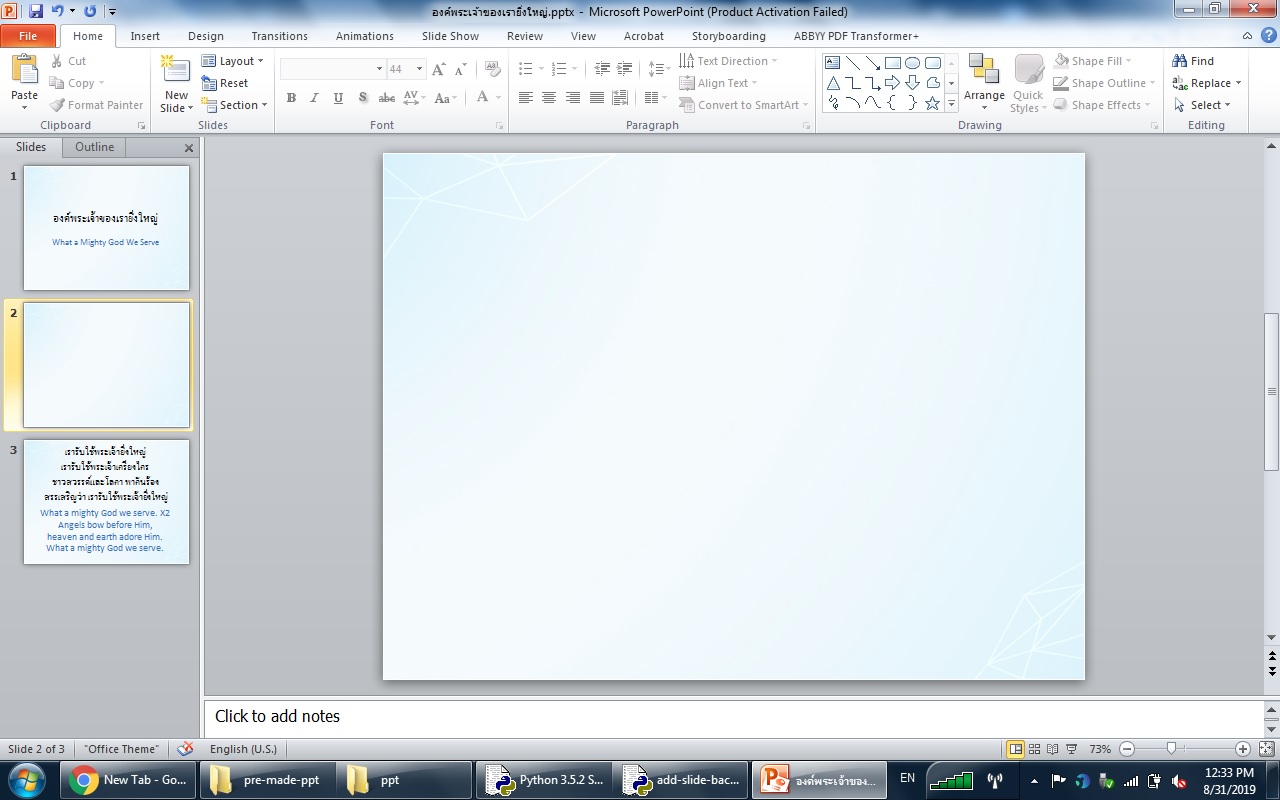 องค์พระเจ้าของเรายิ่งใหญ่.pptx - Microsoft PowerPoint (Product Activation Failed)
File Home Insert Design Transitions Animations Slide Show Review View Acrobat Storyboarding ABBYY PDF Transformer+
Paste
Cut
Copy
Format Painter
Clipboard
New Slide
Layout
Reset
Section
Slides
44
Font
Text Direction
Align Text
Convert to SmartArt
Paragraph
Arrange
Quick Styles
Shape Fill
Shape Outline
Shape Effects
Drawing
Find
Replace
Select
Editing
Slides Outline
1
องค์พระเจ้าของเรายิ่งใหญ่
What a Mighty God We Serve
2
3
เรารับใช้พระเจ้ายิ่งใหญ่
เรารับใช้พระเจ้าเกรียงไกร
ชาวสวรรค์และโลกา พากันร้อง
สรรเสริญว่า เรารับใช้พระเจ้ายิ่งใหญ่
What a mighty God we serve. X2
Angels bow before Him,
heaven and earth adore Him.
What a mighty God we serve.
Click to add notes
Slide 2 of 3 "Office Theme" English (U.S.) 73%
New Tab - Go... pre-made-ppt ppt Python 3.5.2 S... add-slide-bac... องค์พระเจ้าของ... EN
12:33 PM
8/31/2019